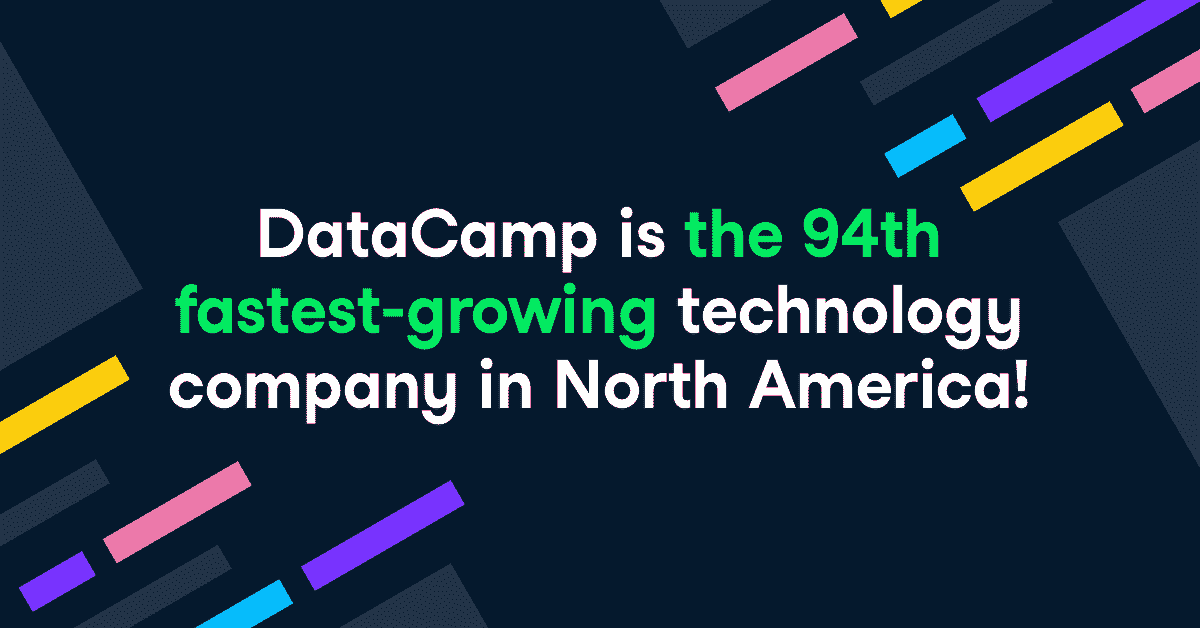 DataCamp is the 94th
fastest-growing technology
company in North America!